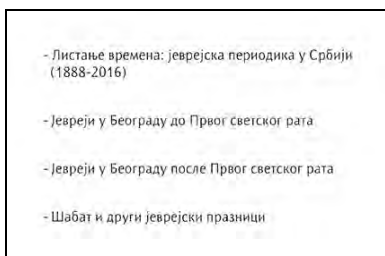 - Листање времена: јеврејска периодика у Србији
(1888-2016)
- Јевреји у Београду до Првог светског рата
- Јевреји у Београду после Првог светског рата
- Шабат и други јеврејски празници